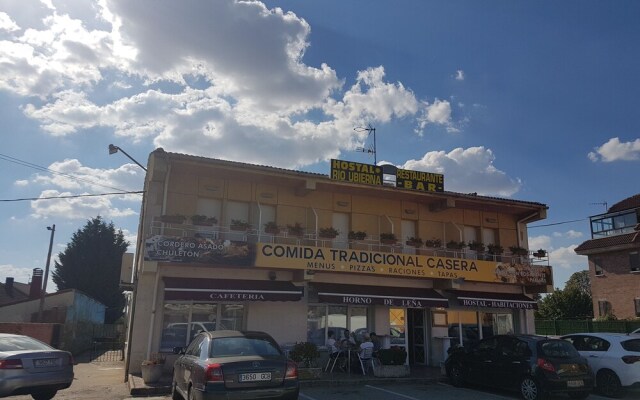 HOSTAL
RIO UBIERNA
RESTAURANTE
BAR
CORDERO ASADO
CHULETON
COMIDA TRADICIONAL CASERA
MENUS PIZZAS RACIONES TAPAS
CAFETERIA
HORNO DE LEÑA
HOSTAL - HABITACIONES